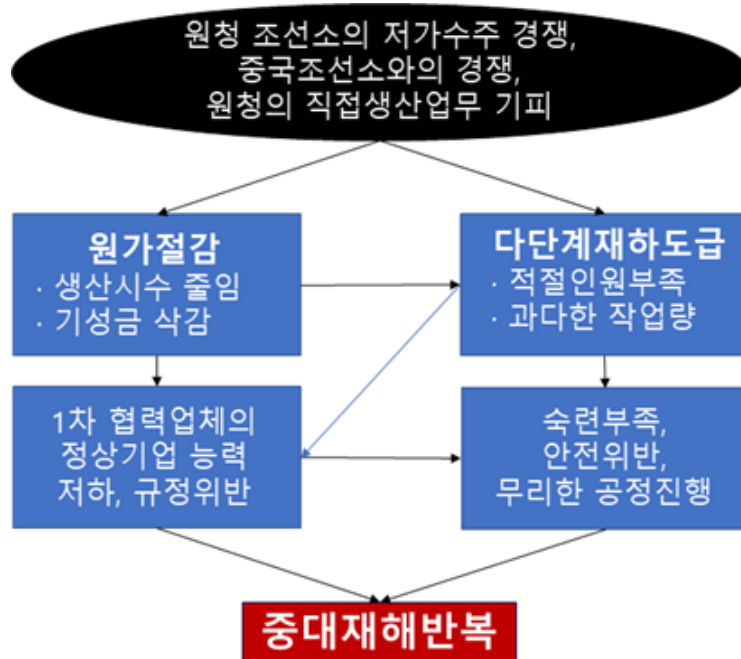 원청 조선소의 저가수주 경쟁,
중국조선소와의 경쟁,
원청의 직접생산업무 기피
원가절감
· 생산시수 줄임
· 기성금 삭감
다단계재하도급
· 적절인원부족
· 과다한 작업량
1차 협력업체의
정상기업 능력
저하, 규정위반
숙련부족,
안전위반,
무리한 공정진행
중대재해반복